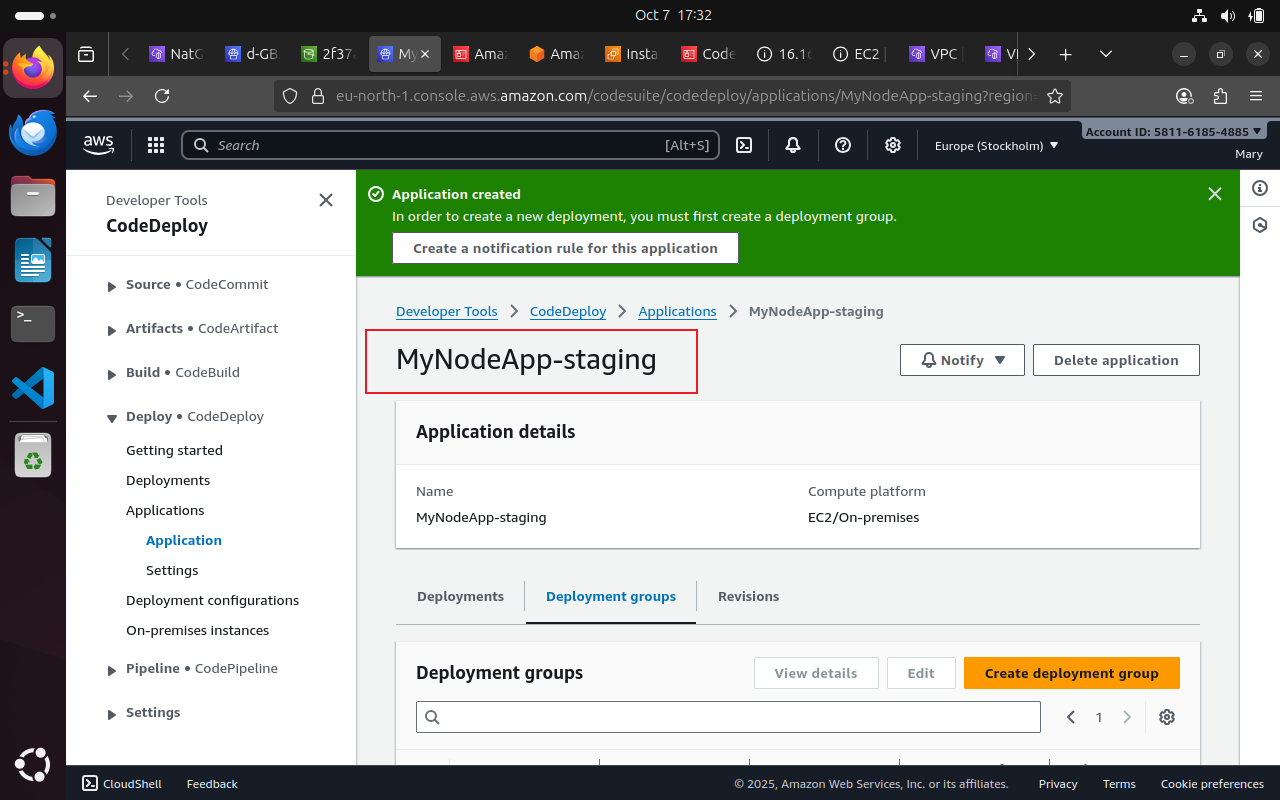 Oct 7 17:32
NatG
d-GB
2f37
My
Amaz
Amaz
Insta
Code
16.1
EC2 |
VPC |
eu-north-1.console.aws.amazon.com/codesuite/codedeploy/applications/MyNodeApp-staging?region=
aws
Search
[Alt+S]
Europe (Stockholm)
Account ID: 5811-6185-4885
Mary
Developer Tools
CodeDeploy
Source • CodeCommit
Artifacts • CodeArtifact
Build • CodeBuild
Deploy • CodeDeploy
Getting started
Deployments
Applications
Application
Settings
Deployment configurations
On-premises instances
Pipeline • CodePipeline
Settings
Application created
In order to create a new deployment, you must first create a deployment group.
Create a notification rule for this application
Developer Tools
CodeDeploy
Applications
MyNodeApp-staging
MyNodeApp-staging
Notify
Delete application
Application details
Name
MyNodeApp-staging
Compute platform
EC2/On-premises
Deployments
Deployment groups
Revisions
Deployment groups
View details
Edit
Create deployment group
1
CloudShell
Feedback
© 2025, Amazon Web Services, Inc. or its affiliates.
Privacy
Terms
Cookie preferences